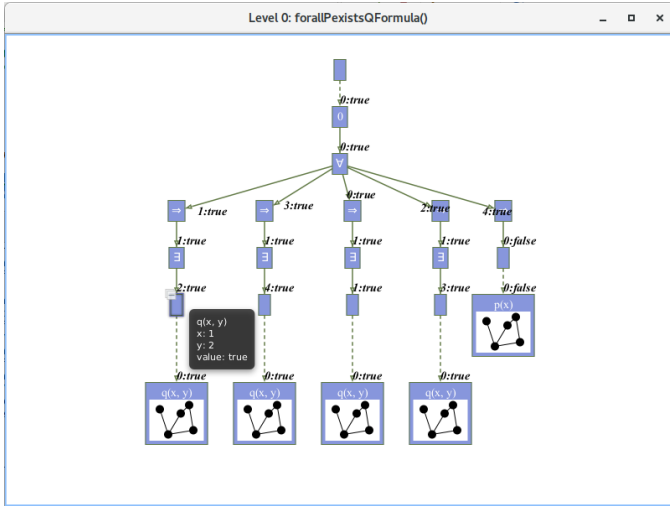 Level 0: forallPexistsQFormula()
0:true
()
0:true
∀
0:true
⇒
1:true
⇒
3:true
⇒
2:true
4:true
1:true
1:true
1:true
1:true
0:false
∃
∃
∃
∃
2:true
4:true
1:true
3:true
0:false
q(x, y)
x: 1
y: 2
value: true
p(x)
0:true
0:true
0:true
0:true
q(x, y)
q(x, y)
q(x, y)
q(x, y)